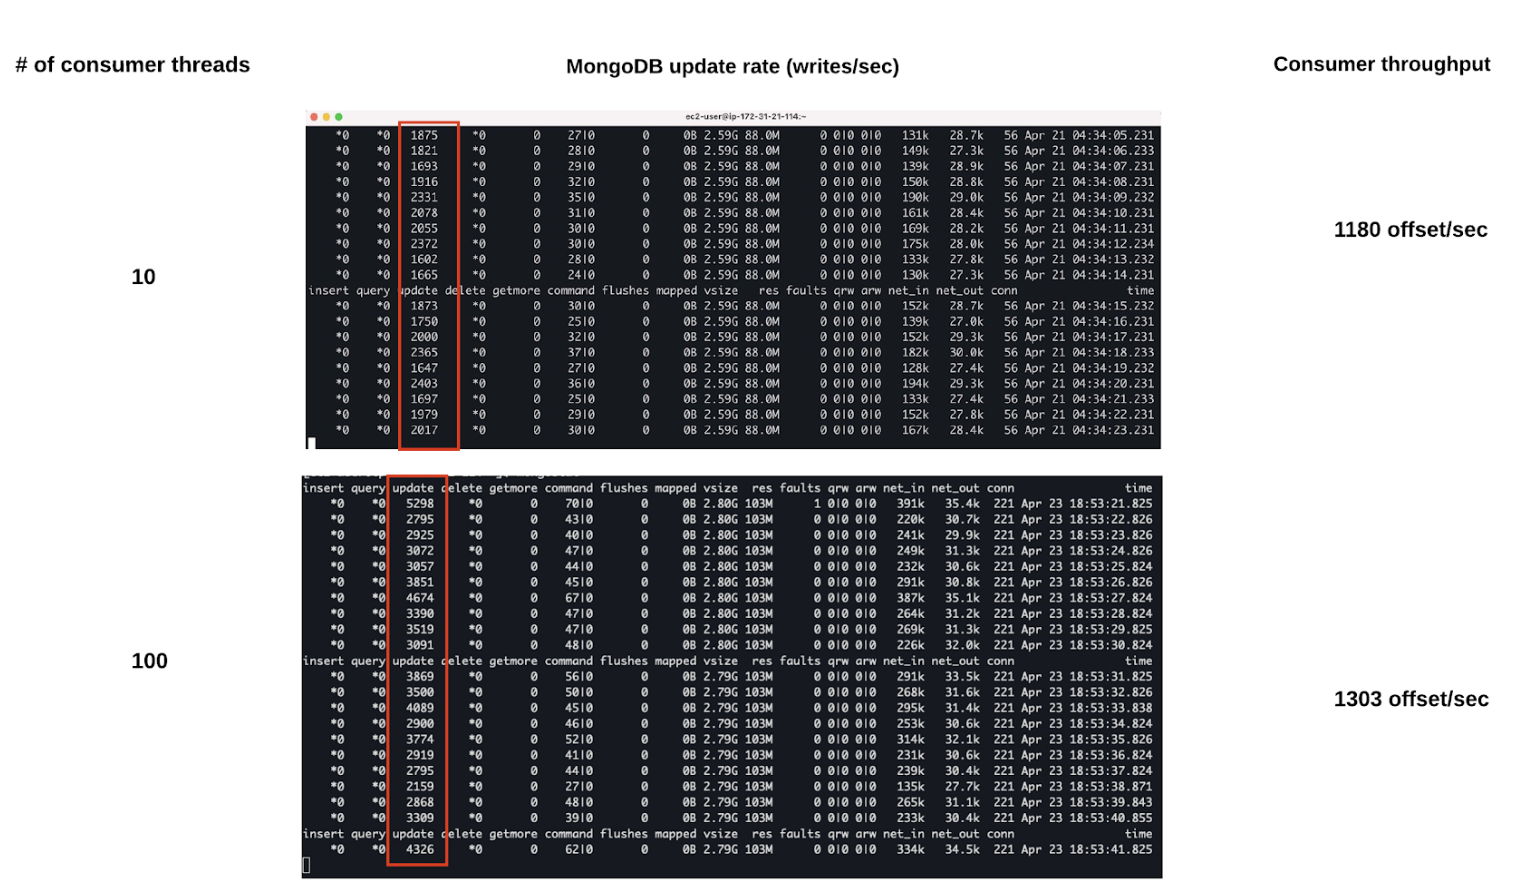 # of consumer threads
MongoDB update rate (writes/sec)
Consumer throughput
ec2-user@ip-172-31-21-114:~
*0 *0 1875 *0 0 27|0 0 0B 2.59G 88.0M 0 0|0 0|0 131k 28.7k 56 Apr 21 04:34:05.231
*0 *0 1821 *0 0 28|0 0 0B 2.59G 88.0M 0 0|0 0|0 149k 27.3k 56 Apr 21 04:34:06.233
*0 *0 1693 *0 0 29|0 0 0B 2.59G 88.0M 0 0|0 0|0 139k 28.9k 56 Apr 21 04:34:07.231
*0 *0 1916 *0 0 32|0 0 0B 2.59G 88.0M 0 0|0 0|0 150k 28.8k 56 Apr 21 04:34:08.231
*0 *0 2331 *0 0 35|0 0 0B 2.59G 88.0M 0 0|0 0|0 190k 29.0k 56 Apr 21 04:34:09.232
*0 *0 2078 *0 0 31|0 0 0B 2.59G 88.0M 0 0|0 0|0 161k 28.4k 56 Apr 21 04:34:10.231
*0 *0 2055 *0 0 30|0 0 0B 2.59G 88.0M 0 0|0 0|0 169k 28.2k 56 Apr 21 04:34:11.231
*0 *0 2372 *0 0 30|0 0 0B 2.59G 88.0M 0 0|0 0|0 175k 28.0k 56 Apr 21 04:34:12.234
*0 *0 1602 *0 0 28|0 0 0B 2.59G 88.0M 0 0|0 0|0 133k 27.8k 56 Apr 21 04:34:13.232
*0 *0 1665 *0 0 24|0 0 0B 2.59G 88.0M 0 0|0 0|0 130k 27.3k 56 Apr 21 04:34:14.231
insert query update delete getmore command flushes mapped vsize res faults qrw arw net_in net_out conn time
*0 *0 1873 *0 0 30|0 0 0B 2.59G 88.0M 0 0|0 0|0 152k 28.7k 56 Apr 21 04:34:15.232
*0 *0 1750 *0 0 25|0 0 0B 2.59G 88.0M 0 0|0 0|0 139k 27.0k 56 Apr 21 04:34:16.231
*0 *0 2000 *0 0 32|0 0 0B 2.59G 88.0M 0 0|0 0|0 152k 29.3k 56 Apr 21 04:34:17.231
*0 *0 2365 *0 0 37|0 0 0B 2.59G 88.0M 0 0|0 0|0 182k 30.0k 56 Apr 21 04:34:18.233
*0 *0 1647 *0 0 27|0 0 0B 2.59G 88.0M 0 0|0 0|0 128k 27.4k 56 Apr 21 04:34:19.232
*0 *0 2403 *0 0 36|0 0 0B 2.59G 88.0M 0 0|0 0|0 194k 29.3k 56 Apr 21 04:34:20.231
*0 *0 1697 *0 0 25|0 0 0B 2.59G 88.0M 0 0|0 0|0 133k 27.4k 56 Apr 21 04:34:21.233
*0 *0 1979 *0 0 29|0 0 0B 2.59G 88.0M 0 0|0 0|0 152k 27.8k 56 Apr 21 04:34:22.231
*0 *0 2017 *0 0 30|0 0 0B 2.59G 88.0M 0 0|0 0|0 167k 28.4k 56 Apr 21 04:34:23.231
10
1180 offset/sec
insert query update delete getmore command flushes mapped vsize res faults qrw arw net_in net_out conn time
*0 *0 5298 *0 0 70|0 0 0B 2.80G 103M 1 0|0 0|0 391k 35.4k 221 Apr 23 18:53:21.825
*0 *0 2795 *0 0 43|0 0 0B 2.80G 103M 0 0|0 0|0 220k 30.7k 221 Apr 23 18:53:22.826
*0 *0 2925 *0 0 40|0 0 0B 2.80G 103M 0 0|0 0|0 241k 29.9k 221 Apr 23 18:53:23.826
*0 *0 3072 *0 0 47|0 0 0B 2.80G 103M 0 0|0 0|0 249k 31.3k 221 Apr 23 18:53:24.826
*0 *0 3057 *0 0 44|0 0 0B 2.80G 103M 0 0|0 0|0 232k 30.6k 221 Apr 23 18:53:25.824
*0 *0 3851 *0 0 45|0 0 0B 2.80G 103M 0 0|0 0|0 291k 30.8k 221 Apr 23 18:53:26.826
*0 *0 4674 *0 0 67|0 0 0B 2.80G 103M 0 0|0 0|0 387k 35.1k 221 Apr 23 18:53:27.824
*0 *0 3390 *0 0 47|0 0 0B 2.80G 103M 0 0|0 0|0 264k 31.2k 221 Apr 23 18:53:28.824
*0 *0 3519 *0 0 47|0 0 0B 2.80G 103M 0 0|0 0|0 269k 31.3k 221 Apr 23 18:53:29.825
*0 *0 3091 *0 0 48|0 0 0B 2.80G 103M 0 0|0 0|0 226k 32.0k 221 Apr 23 18:53:30.824
insert query update delete getmore command flushes mapped vsize res faults qrw arw net_in net_out conn time
*0 *0 3869 *0 0 56|0 0 0B 2.79G 103M 0 0|0 0|0 291k 33.5k 221 Apr 23 18:53:31.825
*0 *0 3500 *0 0 50|0 0 0B 2.79G 103M 0 0|0 0|0 268k 31.6k 221 Apr 23 18:53:32.826
*0 *0 4089 *0 0 45|0 0 0B 2.79G 103M 0 0|0 0|0 295k 31.4k 221 Apr 23 18:53:33.838
*0 *0 2900 *0 0 46|0 0 0B 2.79G 103M 0 0|0 0|0 253k 30.6k 221 Apr 23 18:53:34.824
*0 *0 3774 *0 0 52|0 0 0B 2.79G 103M 0 0|0 0|0 314k 32.1k 221 Apr 23 18:53:35.826
*0 *0 2919 *0 0 41|0 0 0B 2.79G 103M 0 0|0 0|0 231k 30.6k 221 Apr 23 18:53:36.824
*0 *0 2795 *0 0 44|0 0 0B 2.79G 103M 0 0|0 0|0 239k 30.4k 221 Apr 23 18:53:37.824
*0 *0 2159 *0 0 27|0 0 0B 2.79G 103M 0 0|0 0|0 135k 27.7k 221 Apr 23 18:53:38.871
*0 *0 2868 *0 0 48|0 0 0B 2.79G 103M 0 0|0 0|0 265k 31.1k 221 Apr 23 18:53:39.843
*0 *0 3309 *0 0 39|0 0 0B 2.79G 103M 0 0|0 0|0 233k 30.4k 221 Apr 23 18:53:40.855
insert query update delete getmore command flushes mapped vsize res faults qrw arw net_in net_out conn time
*0 *0 4326 *0 0 62|0 0 0B 2.79G 103M 0 0|0 0|0 334k 34.5k 221 Apr 23 18:53:41.825
100
1303 offset/sec